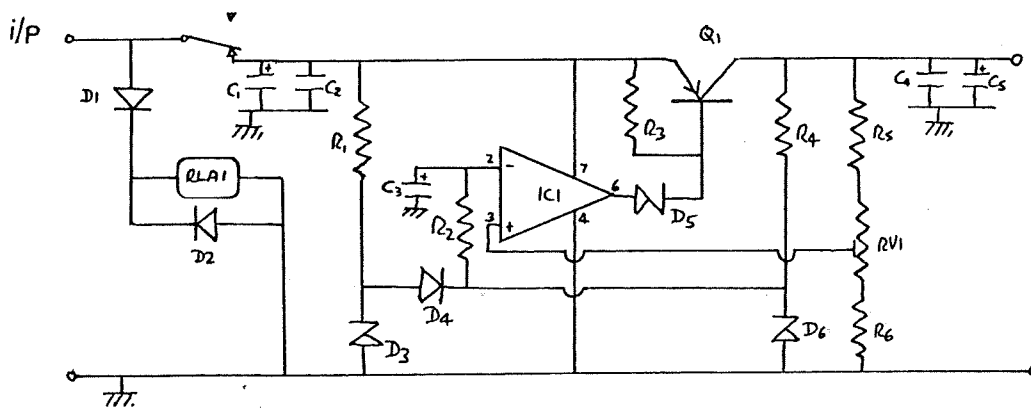 i/P
Q1
D1
C1
+
C2
R1
R3
R4
R5
C4
+
C5
RLA1
C3
+
2
-
7
IC1
6
3
+
4
D5
R2
RV1
D2
D4
D3
D6
R6